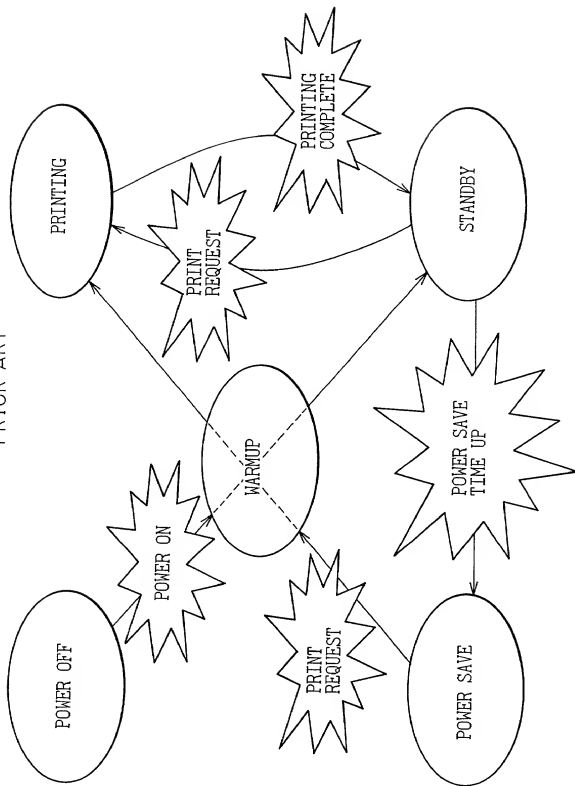 PRIOR ART
POWER OFF
POWER ON
PRINTING
PRINT
REQUEST
PRINTING
COMPLETE
WARMUP
PRINT
REQUEST
POWER SAVE
POWER SAVE
TIME UP
STANDBY